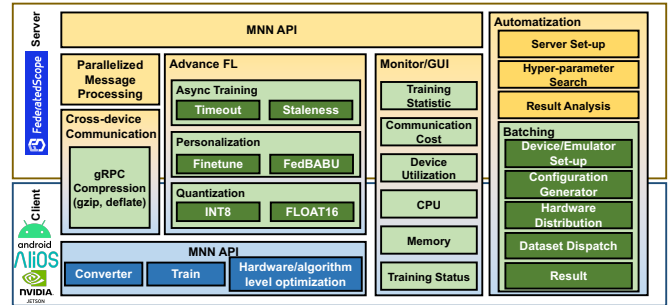 Server
FederatedScope
Client
android
AliOS
NVIDIA.
JETSON
MNN API
Parallelized
Message
Processing
Cross-device
Communication
gRPC
Compression
(gzip, deflate)
Advance FL
Async Training
Timeout
Staleness
Personalization
Finetune
FedBABU
Quantization
INT8
FLOAT16
MNN API
Converter
Train
Hardware/algorithm
level optimization
Monitor/GUI
Training
Statistic
Communication
Cost
Device
Utilization
CPU
Memory
Training Status
Automatization
Server Set-up
Hyper-parameter
Search
Result Analysis
Batching
Device/Emulator
Set-up
Configuration
Generator
Hardware
Distribution
Dataset Dispatch
Result